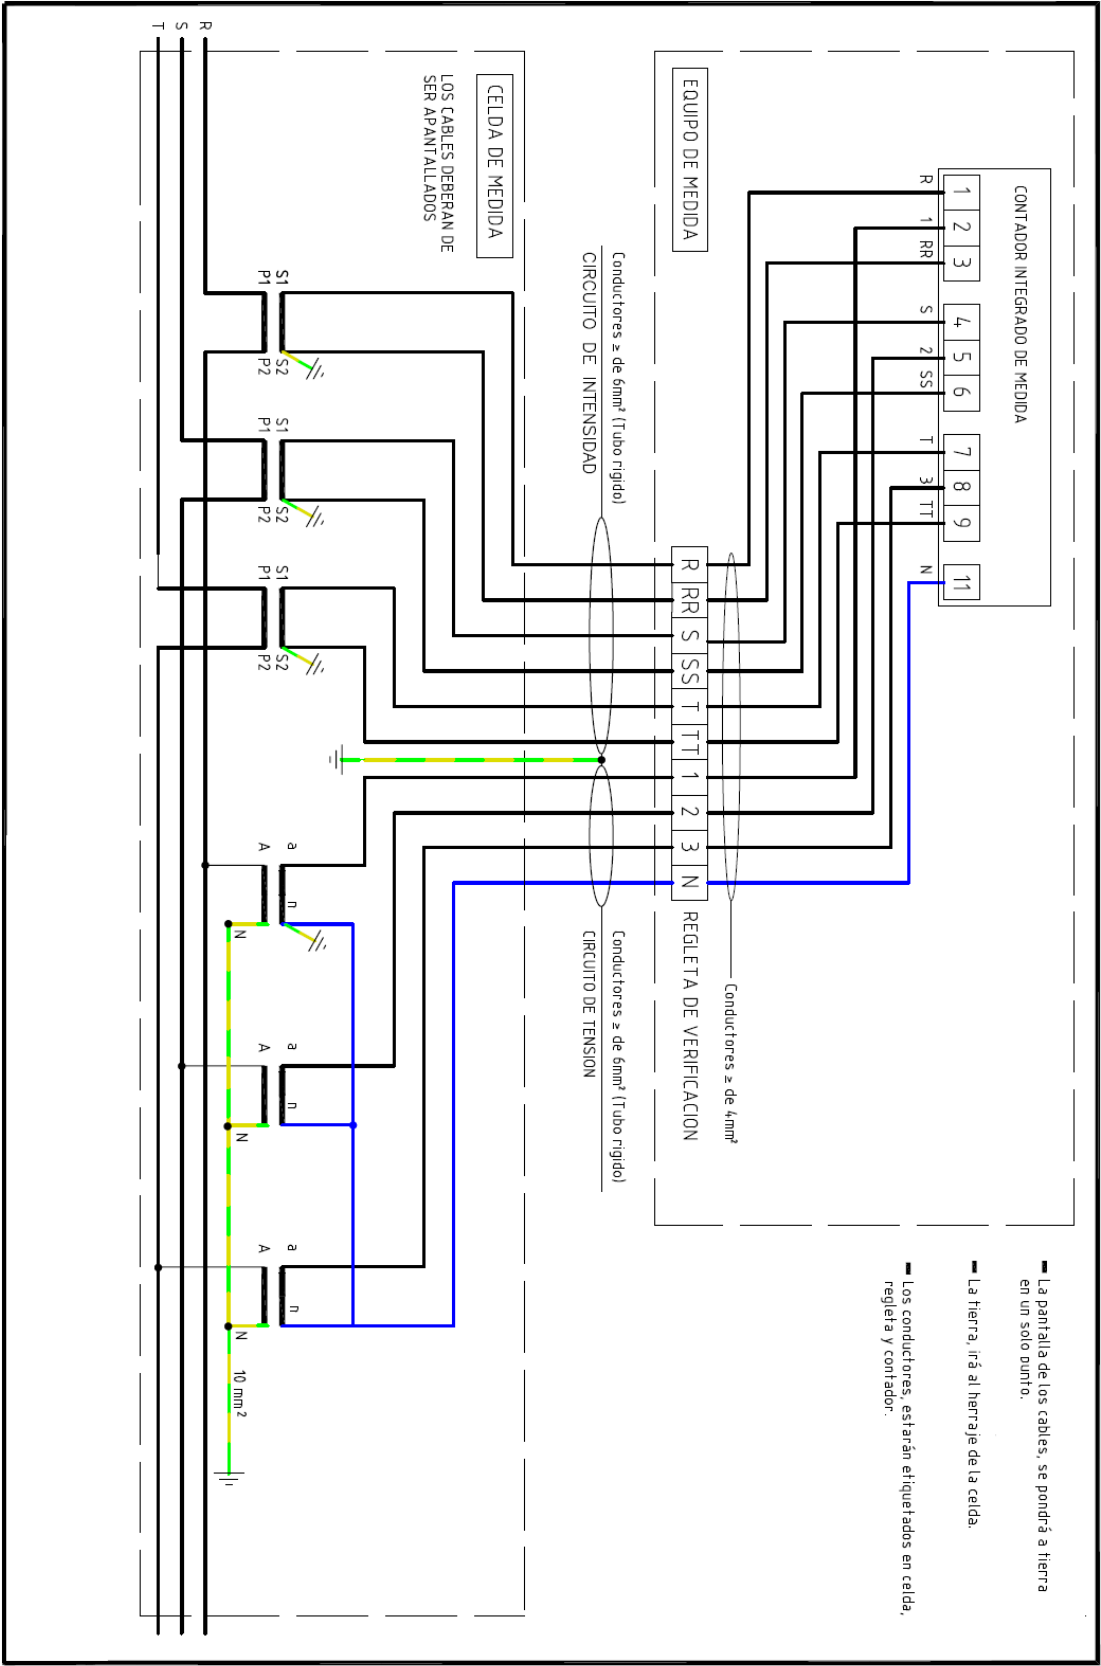 CONTADOR INTEGRADO DE MEDIDA
1 2 3 4 5 6 7 8 9 11
R 1 RR S 2 SS T 3 TT N
EQUIPO DE MEDIDA
R RR S SS T TT 1 2 3 N
REGLETA DE VERIFICACION
Conductores ≥ de 4mm²
Conductores ≥ de 6mm² (Tubo rigido)
CIRCUITO DE INTENSIDAD
Conductores ≥ de 6mm² (Tubo rigido)
CIRCUITO DE TENSION
CELDA DE MEDIDA
LOS CABLES DEBERAN DE
SER APANTALLADOS
S1 S2 S1 S2 S1 S2
P1 P2 P1 P2 P1 P2
a n a n a n
A N A N A N
10 mm²
R
S
T
La pantalla de los cables, se pondrá a tierra
en un solo punto.
La tierra, irá al herraje de la celda.
Los conductores, estarán etiquetados en celda,
regleta y contador.